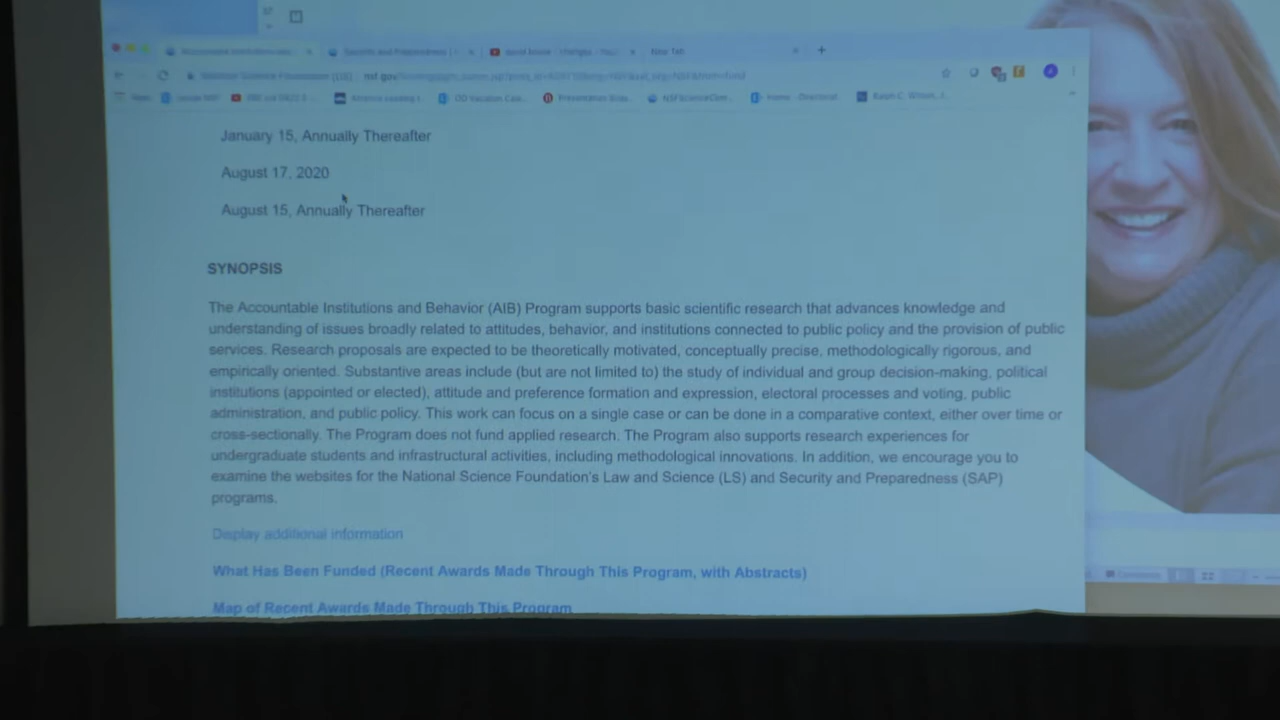 New Tab
nsf.gov
January 15, Annually Thereafter
August 17, 2020
August 15, Annually Thereafter
SYNOPSIS
The Accountable Institutions and Behavior (AIB) Program supports basic scientific research that advances knowledge and
understanding of issues broadly related to attitudes, behavior, and institutions connected to public policy and the provision of public
services. Research proposals are expected to be theoretically motivated, conceptually precise, methodologically rigorous, and
empirically oriented. Substantive areas include (but are not limited to) the study of individual and group decision-making, political
institutions (appointed or elected), attitude and preference formation and expression, electoral processes and voting, public
administration, and public policy. This work can focus on a single case or can be done in a comparative context, either over time or
cross-sectionally. The Program does not fund applied research. The Program also supports research experiences for
undergraduate students and infrastructural activities, including methodological innovations. In addition, we encourage you to
examine the websites for the National Science Foundation's Law and Science (LS) and Security and Preparedness (SAP)
programs.
Display additional information
What Has Been Funded (Recent Awards Made Through This Program, with Abstracts)
Map of Recent Awards Made Through This Program